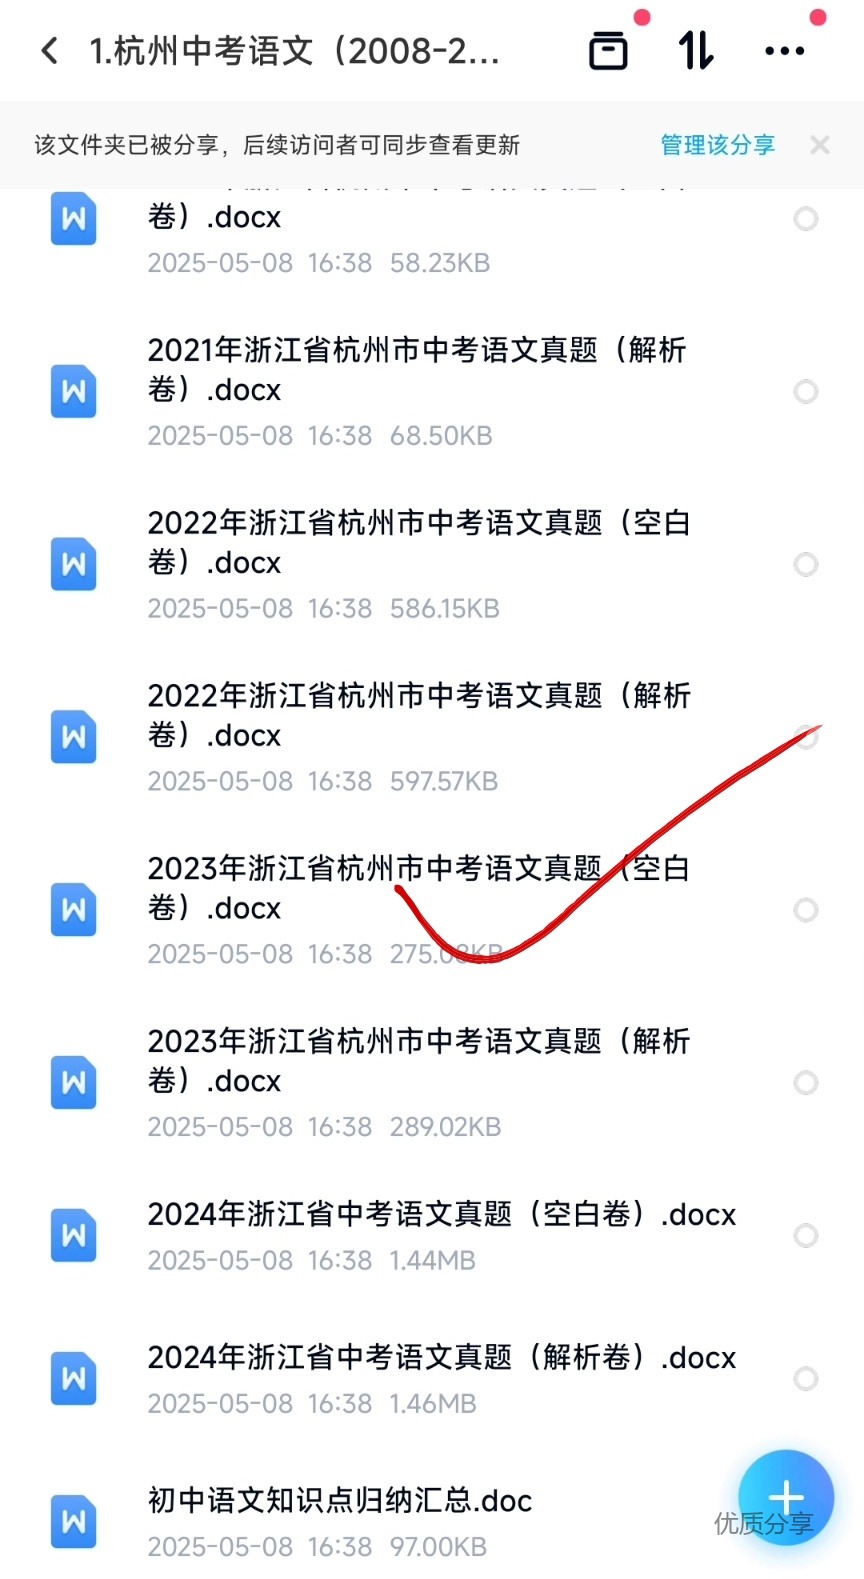 1.杭州中考语文（2008-2...
该文件夹已被分享，后续访问者可同步查看更新 管理该分享
卷）.docx
2025-05-08 16:38 58.23KB
2021年浙江省杭州市中考语文真题（解析
卷）.docx
2025-05-08 16:38 68.50KB
2022年浙江省杭州市中考语文真题（空白
卷）.docx
2025-05-08 16:38 586.15KB
2022年浙江省杭州市中考语文真题（解析
卷）.docx
2025-05-08 16:38 597.57KB
2023年浙江省杭州市中考语文真题（空白
卷）.docx
2025-05-08 16:38 275.08KB
2023年浙江省杭州市中考语文真题（解析
卷）.docx
2025-05-08 16:38 289.02KB
2024年浙江省中考语文真题（空白卷）.docx
2025-05-08 16:38 1.44MB
2024年浙江省中考语文真题（解析卷）.docx
2025-05-08 16:38 1.46MB
初中语文知识点归纳汇总.doc
2025-05-08 16:38 97.00KB
优质分享